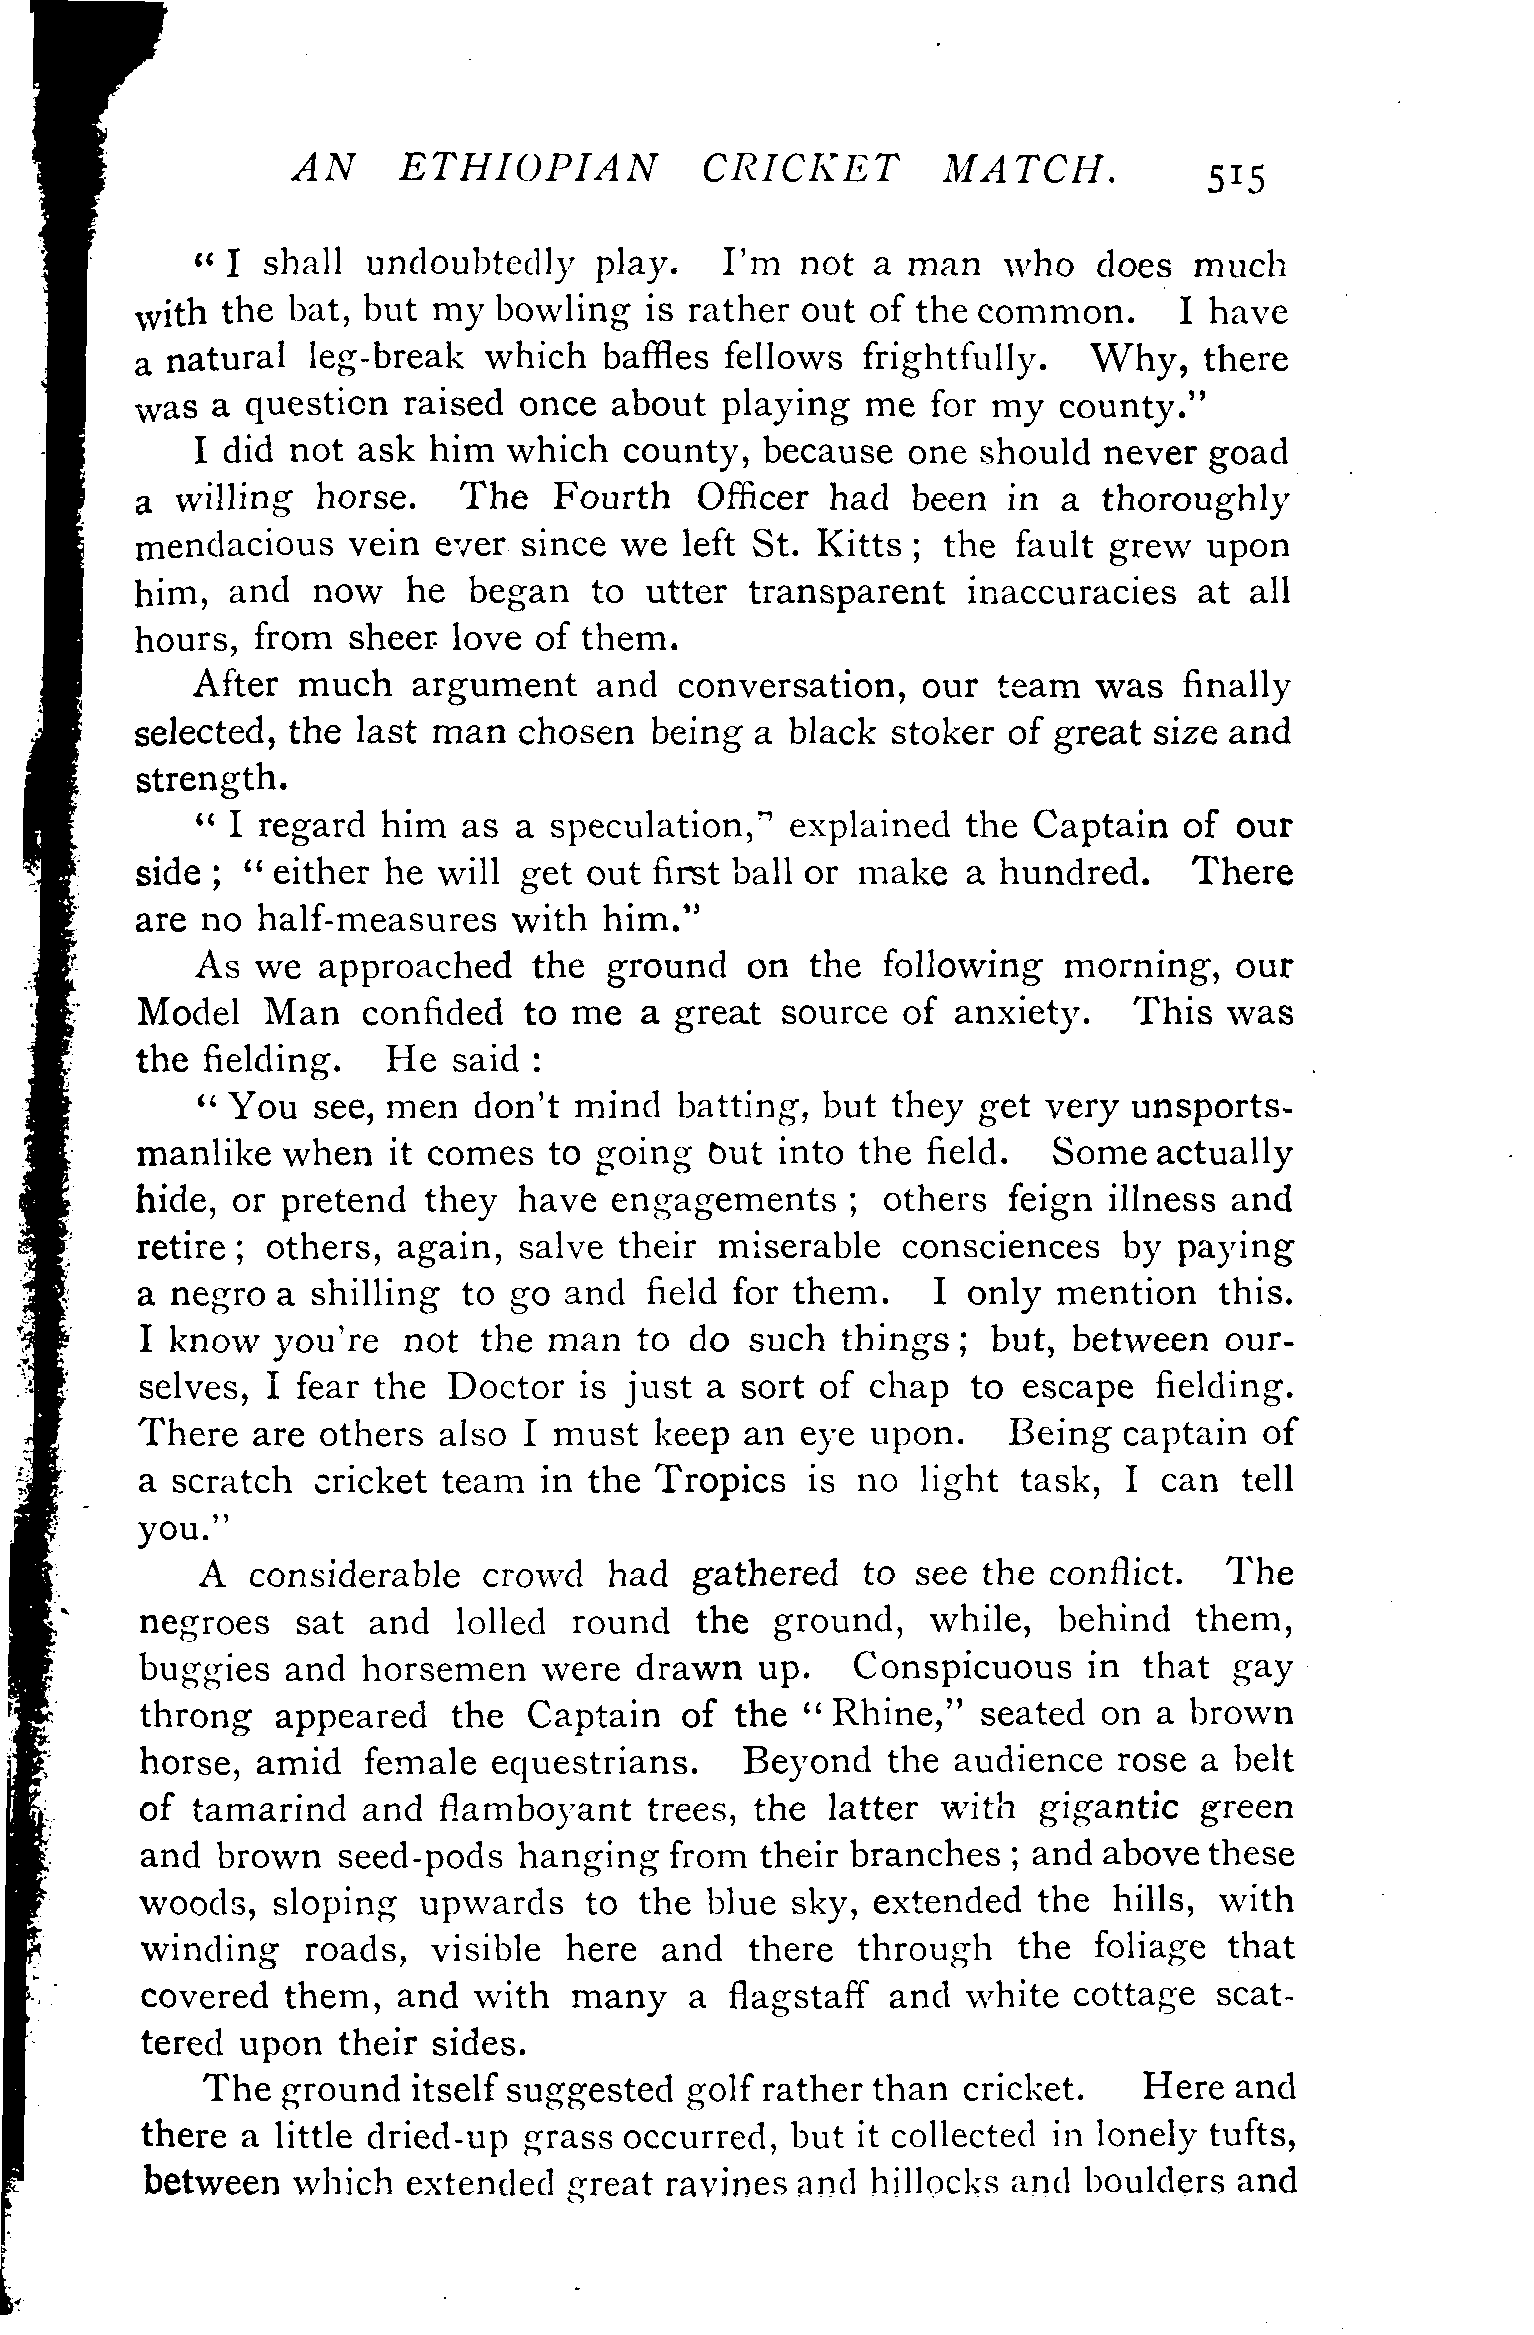 AN ETHIOPIAN CRICKET MATCH. 515
“ I shall undoubtedly play. I'm not a man who does much
with the bat, but my bowling is rather out of the common. I have
a natural leg-break which baffles fellows frightfully. Why, there
was a question raised once about playing me for my county.”
I did not ask him which county, because one should never goad
a willing horse. The Fourth Officer had been in a thoroughly
mendacious vein ever since we left St. Kitts ; the fault grew upon
him, and now he began to utter transparent inaccuracies at all
hours, from sheer love of them.
After much argument and conversation, our team was finally
selected, the last man chosen being a black stoker of great size and
strength.
“ I regard him as a speculation,” explained the Captain of our
side ; “ either he will get out first ball or make a hundred. There
are no half-measures with him.”
As we approached the ground on the following morning, our
Model Man confided to me a great source of anxiety. This was
the fielding. He said :
“ You see, men don't mind batting, but they get very unsports-
manlike when it comes to going out into the field. Some actually
hide, or pretend they have engagements ; others feign illness and
retire ; others, again, salve their miserable consciences by paying
a negro a shilling to go and field for them. I only mention this.
I know you're not the man to do such things ; but, between our-
selves, I fear the Doctor is just a sort of chap to escape fielding.
There are others also I must keep an eye upon. Being captain of
a scratch cricket team in the Tropics is no light task, I can tell
you.”
A considerable crowd had gathered to see the conflict. The
negroes sat and lolled round the ground, while, behind them,
buggies and horsemen were drawn up. Conspicuous in that gay
throng appeared the Captain of the “ Rhine,” seated on a brown
horse, amid female equestrians. Beyond the audience rose a belt
of tamarind and flamboyant trees, the latter with gigantic green
and brown seed-pods hanging from their branches ; and above these
woods, sloping upwards to the blue sky, extended the hills, with
winding roads, visible here and there through the foliage that
covered them, and with many a flagstaff and white cottage scat-
tered upon their sides.
The ground itself suggested golf rather than cricket. Here and
there a little dried-up grass occurred, but it collected in lonely tufts,
between which extended great ravines and hillocks and boulders and